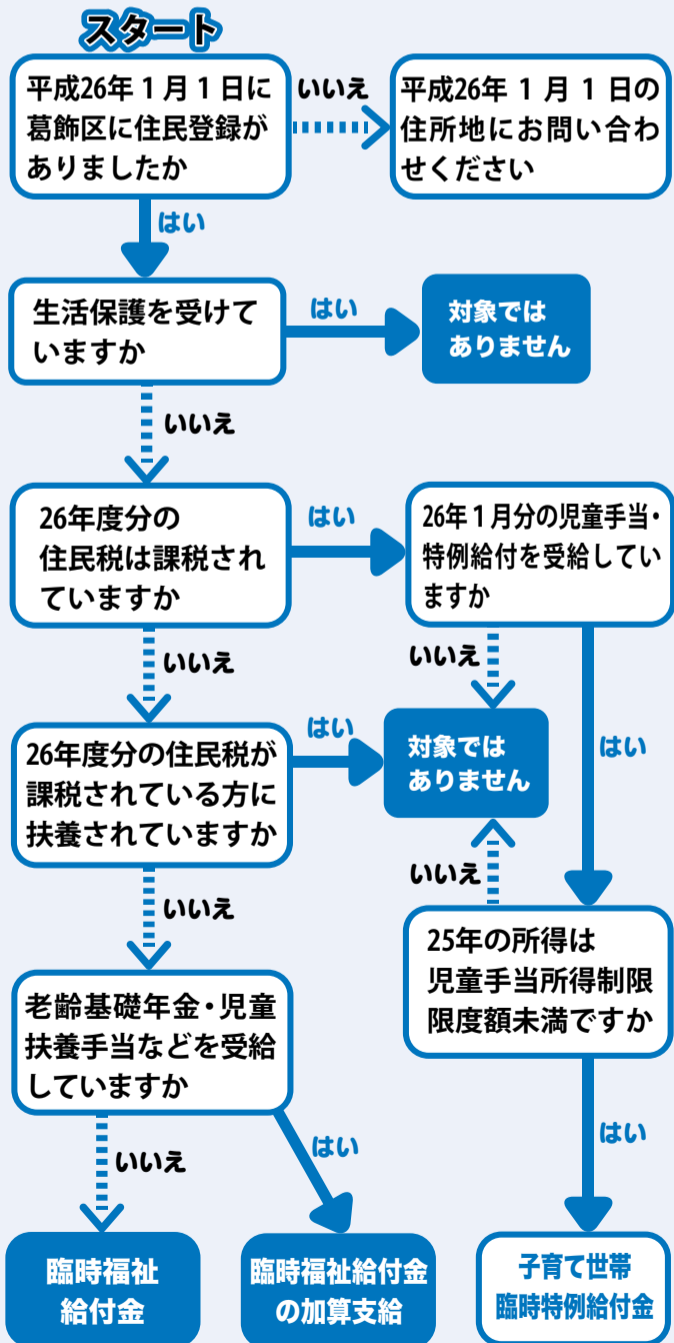 スタート
平成26年1月1日に
葛飾区に住民登録が
ありましたか
いいえ
平成26年1月1日の
住所地にお問い合わ
せください
はい
生活保護を受けて
いますか
はい
対象では
ありません
いいえ
26年度分の
住民税は課税され
ていますか
はい
26年1月分の児童手当・
特例給付を受給してい
ますか
いいえ
いいえ
はい
26年度分の住民税が
課税されている方に
扶養されていますか
はい
対象では
ありません
いいえ
いいえ
25年の所得は
児童手当所得制限
限度額未満ですか
老齢基礎年金・児童
扶養手当などを受給
していますか
いいえ
はい
はい
臨時福祉
給付金
臨時福祉給付金
の加算支給
子育て世帯
臨時特例給付金